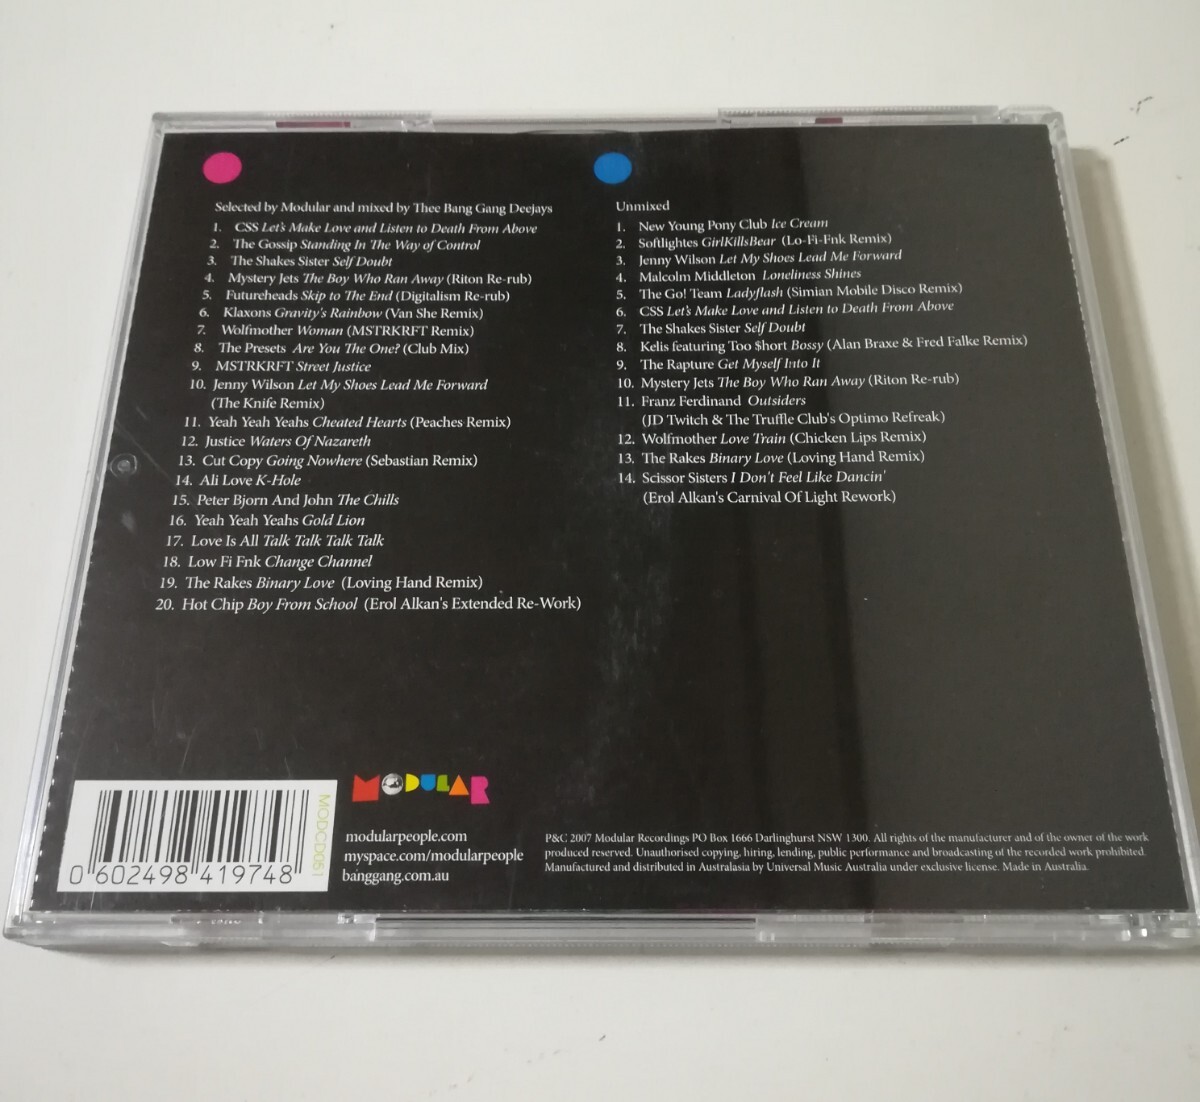 Selected by Modular and mixed by Thee Bang Gang Deejays
1. CSS Let's Make Love and Listen to Death From Above
2. The Gossip Standing In The Way of Control
3. The Shakes Sister Self Doubt
4. Mystery Jets The Boy Who Ran Away (Riton Re-rub)
5. Futureheads Skip to The End (Digitalism Re-rub)
6. Klaxons Gravity's Rainbow (Van She Remix)
7. Wolfmother Woman (MSTRKRFT Remix)
8. The Presets Are You The One? (Club Mix)
9. MSTRKRFT Street Justice
10. Jenny Wilson Let My Shoes Lead Me Forward
(The Knife Remix)
11. Yeah Yeah Yeahs Cheated Hearts (Peaches Remix)
12. Justice Waters Of Nazareth
13. Cut Copy Going Nowhere (Sebastian Remix)
14. Ali Love K-Hole
15. Peter Bjorn And John The Chills
16. Yeah Yeah Yeahs Gold Lion
17. Love Is All Talk Talk Talk Talk
18. Low Fi Fnk Change Channel
19. The Rakes Binary Love (Loving Hand Remix)
20. Hot Chip Boy From School (Erol Alkan's Extended Re-Work)
Unmixed
1. New Young Pony Club Ice Cream
2. Softlightes GirlKillsBear (Lo-Fi-Fnk Remix)
3. Jenny Wilson Let My Shoes Lead Me Forward
4. Malcolm Middleton Loneliness Shines
5. The Go! Team Ladyflash (Simian Mobile Disco Remix)
6. CSS Let's Make Love and Listen to Death From Above
7. The Shakes Sister Self Doubt
8. Kelis featuring Too $hort Bossy (Alan Braxe & Fred Falke Remix)
9. The Rapture Get Myself Into It
10. Mystery Jets The Boy Who Ran Away (Riton Re-rub)
11. Franz Ferdinand Outsiders
(JD Twitch & The Truffle Club's Optimo Refreak)
12. Wolfmother Love Train (Chicken Lips Remix)
13. The Rakes Binary Love (Loving Hand Remix)
14. Scissor Sisters I Don't Feel Like Dancin'
(Erol Alkan's Carnival Of Light Rework)
0 602498 419748
MODCD061
MODULAR
modularpeople.com
myspace.com/modularpeople
banggang.com.au
P&C 2007 Modular Recordings PO Box 1666 Darlinghurst NSW 1300. All rights of the manufacturer and of the owner of the work
produced reserved. Unauthorised copying, hiring, lending, public performance and broadcasting of the recorded work prohibited.
Manufactured and distributed in Australasia by Universal Music Australia under exclusive license. Made in Australia.